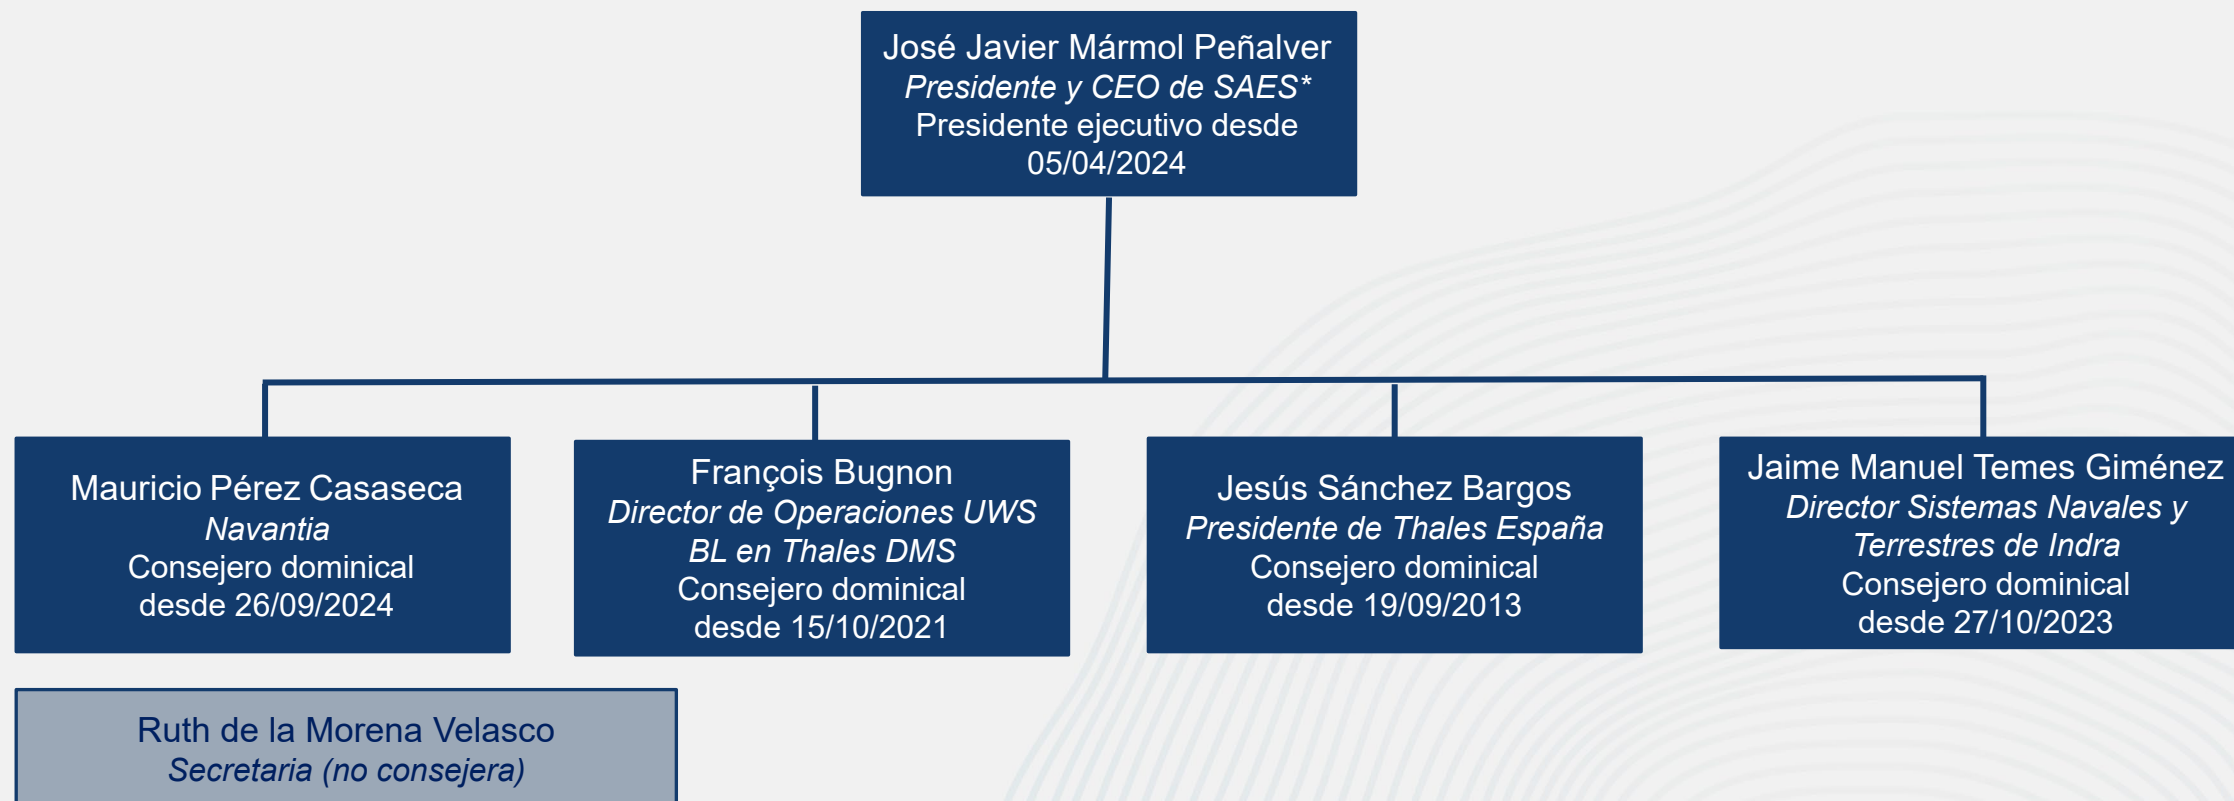 José Javier Mármol Peñalver
Presidente y CEO de SAES*
Presidente ejecutivo desde
05/04/2024
Mauricio Pérez Casaseca
Navantia
Consejero dominical
desde 26/09/2024
François Bugnon
Director de Operaciones UWS
BL en Thales DMS
Consejero dominical
desde 15/10/2021
Jesús Sánchez Bargos
Presidente de Thales España
Consejero dominical
desde 19/09/2013
Jaime Manuel Temes Giménez
Director Sistemas Navales y
Terrestres de Indra
Consejero dominical
desde 27/10/2023
Ruth de la Morena Velasco
Secretaria (no consejera)